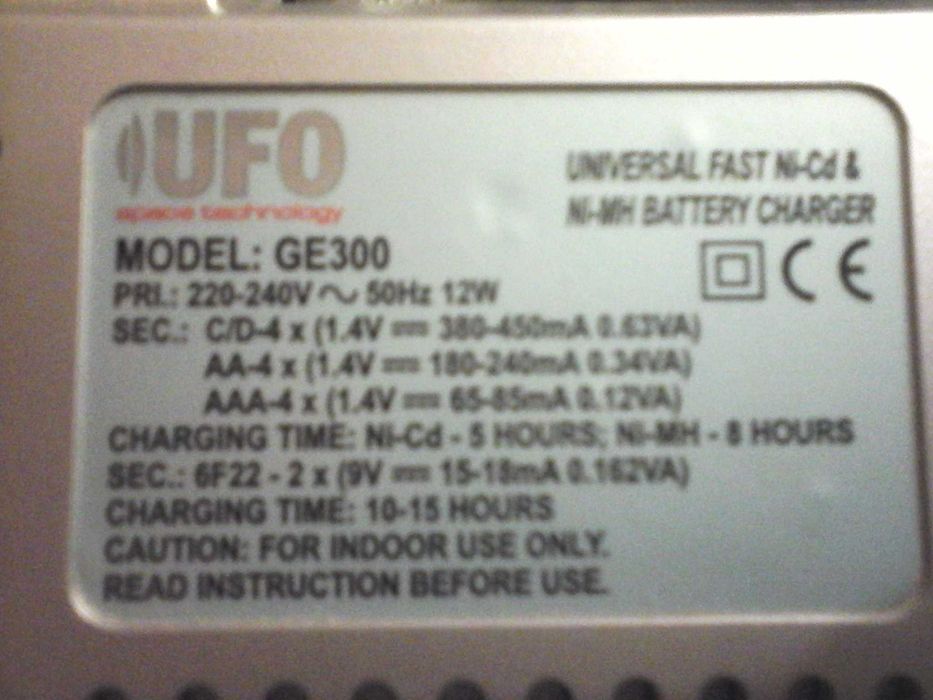 UFO
space technology
UNIVERSAL FAST Ni-Cd &
Ni-MH BATTERY CHARGER
MODEL: GE300
PRI.: 220-240V ~ 50Hz 12W
CE
SEC.: C/D-4 x (1.4V ⎓ 380-450mA 0.63VA)
AA-4 x (1.4V ⎓ 180-240mA 0.34VA)
AAA-4 x (1.4V ⎓ 65-85mA 0.12VA)
CHARGING TIME: Ni-Cd - 5 HOURS; Ni-MH - 8 HOURS
SEC.: 6F22 - 2 x (9V ⎓ 15-18mA 0.162VA)
CHARGING TIME: 10-15 HOURS
CAUTION: FOR INDOOR USE ONLY.
READ INSTRUCTION BEFORE USE.